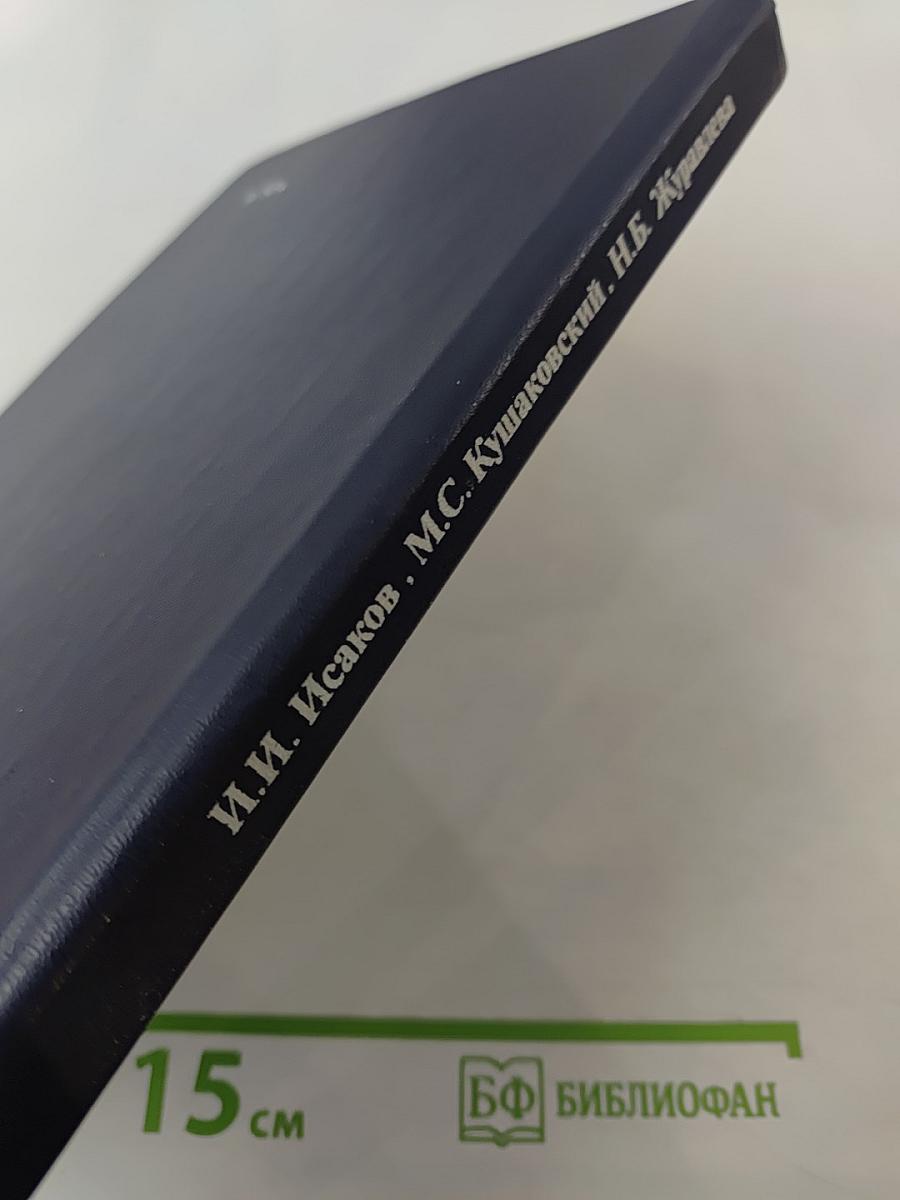 И.И. Исаков, М.С. Кушаковский, Н.Б. Журавлева
15 см
БФ БИБЛИОФАН